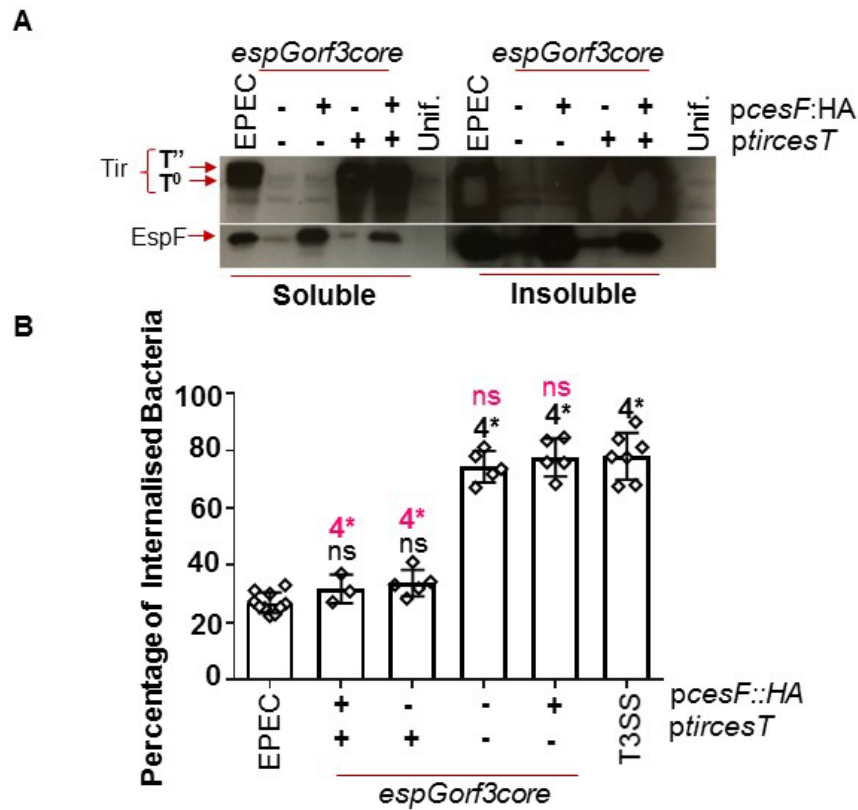 A
espGorf3core espGorf3core
EPEC - + - + Unif. EPEC - + - + Unif. pcesF:HA
- - + + - - + + ptircesT
Tir T”
T⁰
EspF
Soluble Insoluble
B
Percentage of Internalised Bacteria
100
80
60
40
20
0
4* 4* ns ns
ns ns 4* 4* 4*
EPEC + - - + T3SS pcesF::HA
+ + - - ptircesT
espGorf3core